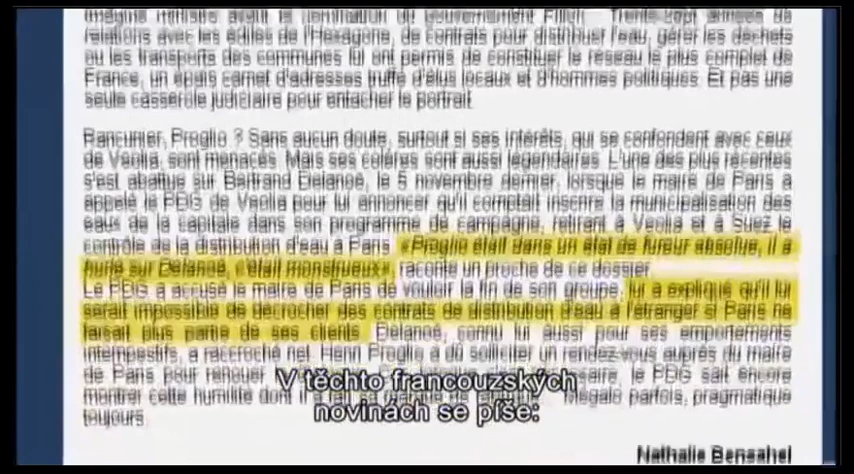 relations avec les édiles de l'Hexagone, de contrats pour distribuer l'eau, gérer les déchets
ou les transports des communes lui ont permis de constituer le réseau le plus complet de
France, un épais carnet d'adresses truffé d'élus locaux et d'hommes politiques. Et pas une
seule casserole judiciaire pour entacher le portrait.
Rancunier, Proglio ? Sans aucun doute, surtout si ses intérêts, qui se confondent avec ceux
de Veolia, sont menacés. Mais ses colères sont aussi légendaires. L'une des plus récentes
s'est abattue sur Bertrand Delanoë, le 5 novembre dernier, lorsque le maire de Paris a
appelé le PDG de Veolia pour lui annoncer qu'il comptait inscrire la municipalisation des
eaux de la capitale dans son programme de campagne, retirant à Veolia et à Suez le
contrôle de la distribution d'eau à Paris. «Proglio était dans un état de fureur absolue, il a
hurlé sur Delanoë, c'était monstrueux», raconte un proche de ce dossier.
Le PDG a accusé le maire de Paris de vouloir la fin de son groupe, lui a expliqué qu'il lui
serait impossible de décrocher des contrats de distribution d'eau à l'étranger si Paris ne
faisait plus partie de ses clients. Delanoë, connu lui aussi pour ses emportements
intempestifs, a raccroché net. Henri Proglio a dû solliciter un rendez-vous auprès du maire
de Paris pour renouer le PDG sait encore
montrer cette humilité dont il Mégalo parfois, pragmatique
toujours.
V těchto francouzských
novinách se píše:
Nathalie Bensahel